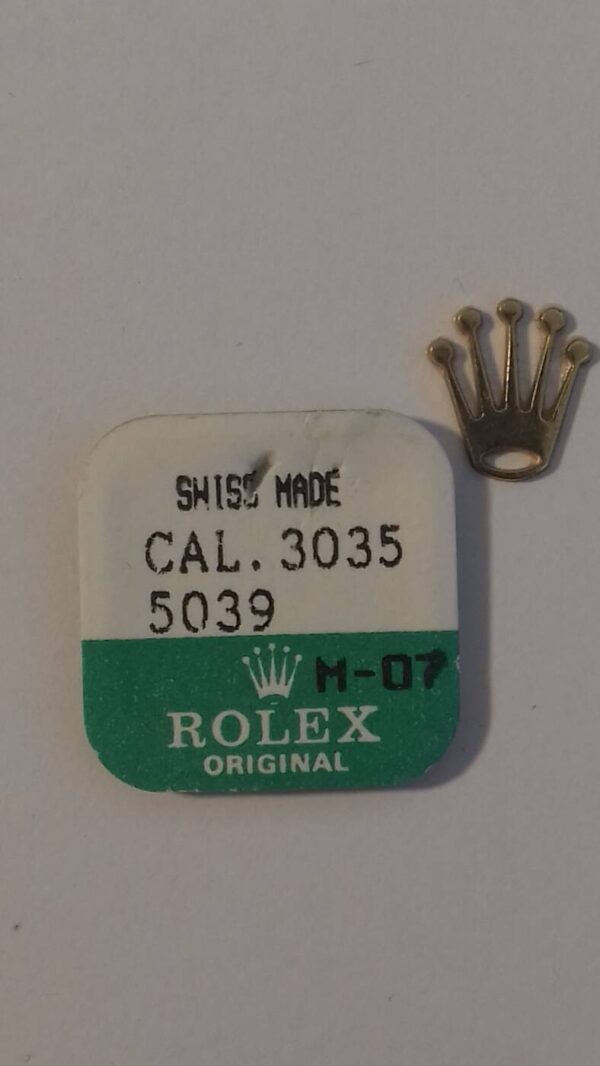 SWISS MADE
CAL. 3035
5039
M-07
ROLEX
ORIGINAL